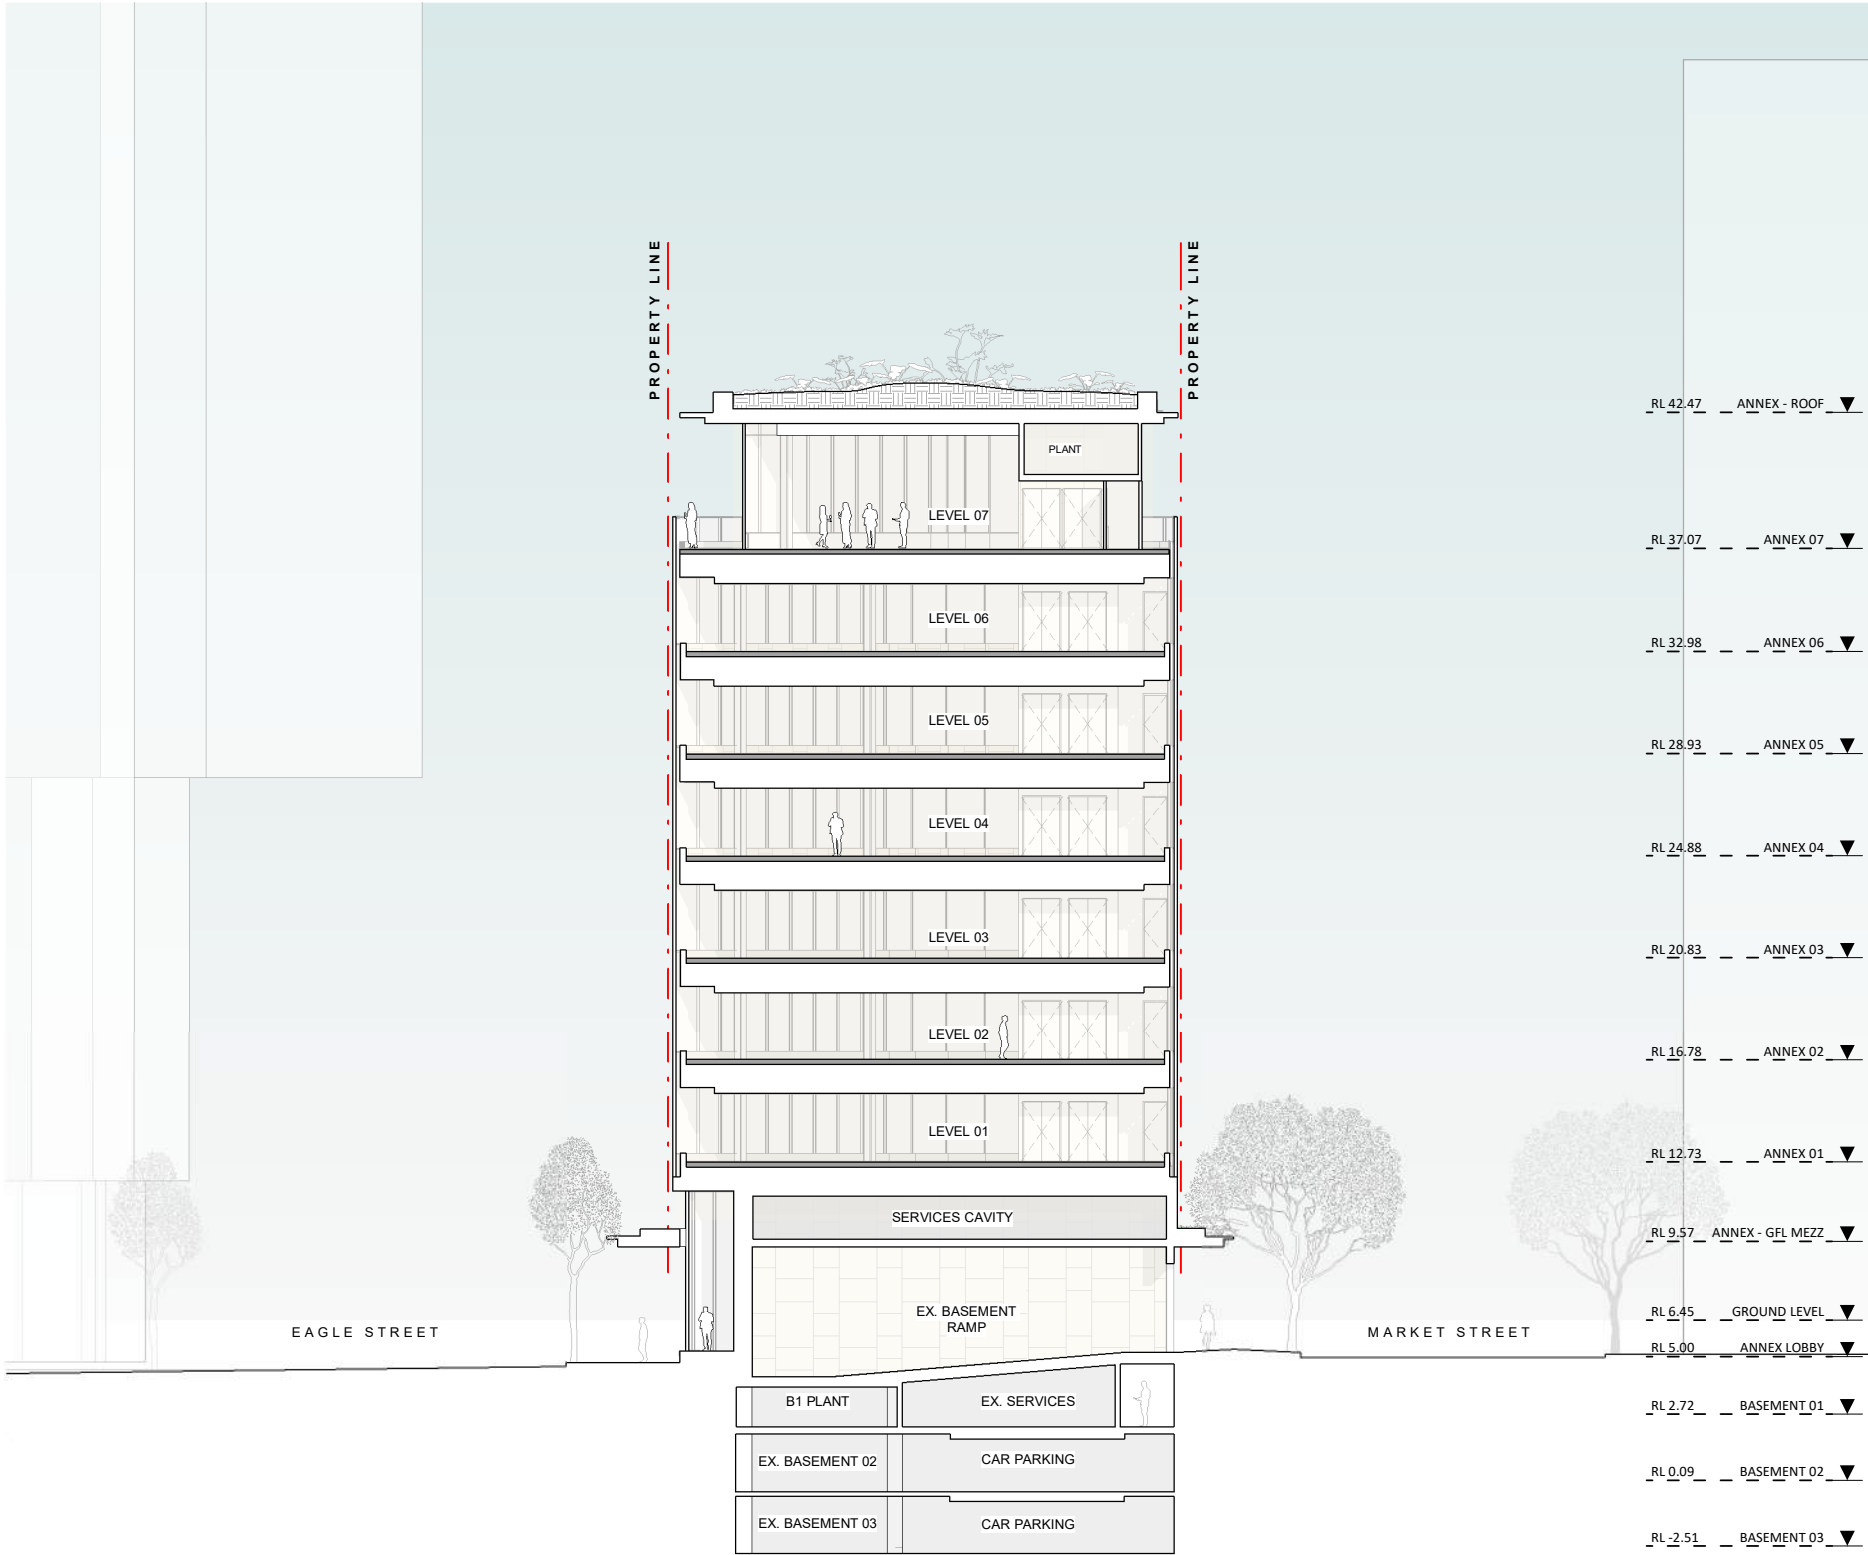 PROPERTY LINE
PROPERTY LINE
RL 42.47 ANNEX - ROOF
PLANT
LEVEL 07
RL 37.07 ANNEX 07
LEVEL 06
RL 32.98 ANNEX 06
LEVEL 05
RL 28.93 ANNEX 05
LEVEL 04
RL 24.88 ANNEX 04
LEVEL 03
RL 20.83 ANNEX 03
LEVEL 02
RL 16.78 ANNEX 02
LEVEL 01
RL 12.73 ANNEX 01
SERVICES CAVITY
RL 9.57 ANNEX - GFL MEZZ
EX. BASEMENT
RAMP
RL 6.45 GROUND LEVEL
EAGLE STREET
MARKET STREET
RL 5.00 ANNEX LOBBY
B1 PLANT
EX. SERVICES
RL 2.72 BASEMENT 01
EX. BASEMENT 02
CAR PARKING
RL 0.09 BASEMENT 02
EX. BASEMENT 03
CAR PARKING
RL -2.51 BASEMENT 03